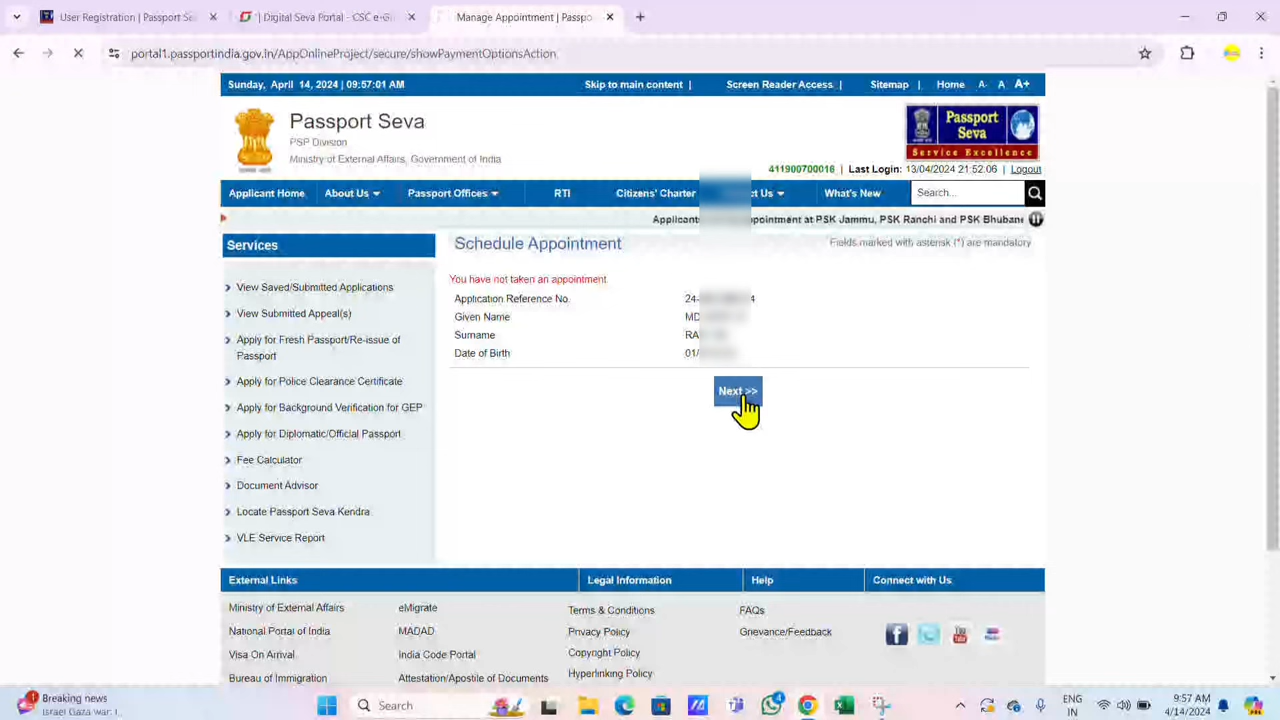 User Registration | Passport Se
Digital Seva Portal - CSC e-G
Manage Appointment | Passpo
portal1.passportindia.gov.in/AppOnlineProject/secure/showPaymentOptionsAction
Sunday, April 14, 2024 | 09:57:01 AM
Skip to main content |
Screen Reader Access |
Sitemap |
Home
A-
A
A+
Passport Seva
PSP Division
Ministry of External Affairs, Government of India
Passport
Seva
Service Excellence
411900700016 | Last Login: 13/04/2024 21:52.06 | Logout
Applicant Home
About Us
Passport Offices
RTI
Citizens' Charter
ct Us
What's New
Search...
Applicant
ppointment at PSK Jammu, PSK Ranchi and PSK Bhubane
Services
Schedule Appointment
Fields marked with asterisk (*) are mandatory
You have not taken an appointment
View Saved/Submitted Applications
View Submitted Appeal(s)
Apply for Fresh Passport/Re-issue of
Passport
Apply for Police Clearance Certificate
Apply for Background Verification for GEP
Apply for Diplomatic/Official Passport
Fee Calculator
Document Advisor
Locate Passport Seva Kendra
VLE Service Report
Application Reference No. 24- 4
Given Name MD
Surname RA
Date of Birth 01/
Next >>
External Links
Legal Information
Help
Connect with Us
Ministry of External Affairs
eMigrate
Terms & Conditions
FAQs
National Portal of India
MADAD
Privacy Policy
Grievance/Feedback
Visa On Arrival
India Code Portal
Copyright Policy
Bureau of Immigration
Attestation/Apostile of Documents
Hyperlinking Policy
You
Tube
1
Breaking news
Israel Gaza war: I...
Search
4
ENG
IN
9:57 AM
4/14/2024